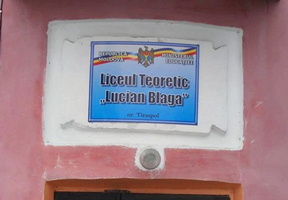 REPUBLICA MINISTERUL
MOLDOVA EDUCAȚIEI
Liceul Teoretic
„Lucian Blaga”
or. Tiraspol